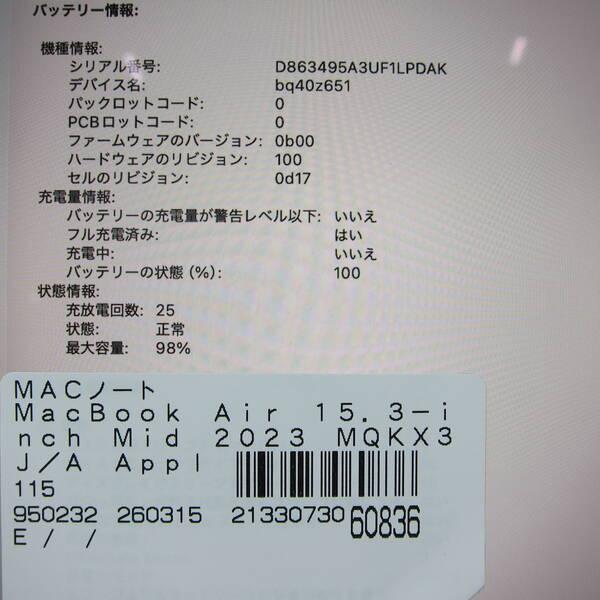 バッテリー情報:
機種情報:
シリアル番号: D863495A3UF1LPDAK
デバイス名: bq40z651
パックロットコード: 0
PCBロットコード: 0
ファームウェアのバージョン: 0b00
ハードウェアのリビジョン: 100
セルのリビジョン: 0d17
充電量情報:
バッテリーの充電量が警告レベル以下: いいえ
フル充電済み: はい
充電中: いいえ
バッテリーの状態 (%): 100
状態情報:
充放電回数: 25
状態: 正常
最大容量: 98%
MACノート
MacBook Air 15.3-i
nch Mid 2023 MQKX3
J/A Appl
115
950232 260315 21330730 60836
E / /